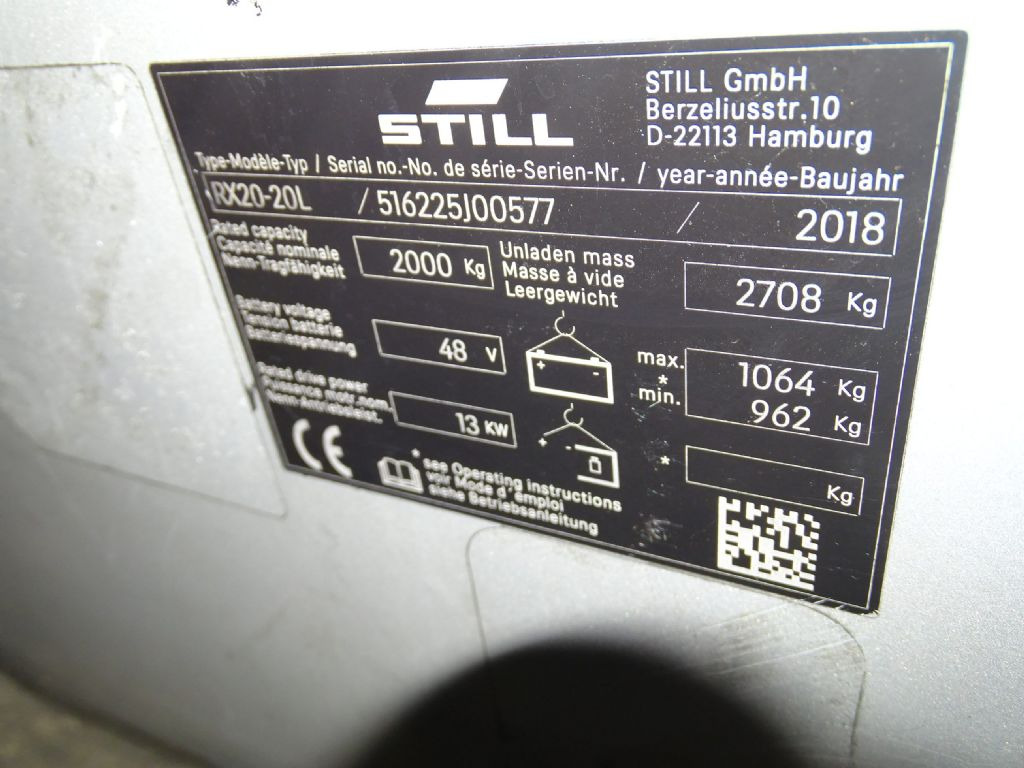 STILL
STILL GmbH
Berzeliusstr.10
D-22113 Hamburg
Type-Modèle-Typ / Serial no.-No. de série-Serien-Nr. / year-année-Baujahr
RX20-20L / 516225J00577 / 2018
Rated capacity
Capacité nominale
Nenn-Tragfähigkeit
2000 Kg
Unladen mass
Masse à vide
Leergewicht
2708 Kg
Battery voltage
Tension batterie
Batteriespannung
48 V
+ -
max. 1064 Kg
*
min. 962 Kg
Rated drive power
Puissance motr.nom.
Nenn-Antriebsleist.
13 KW
+ -
* Kg
CE
* see Operating instructions
voir Mode d'émploi
siehe Betriebsanleitung